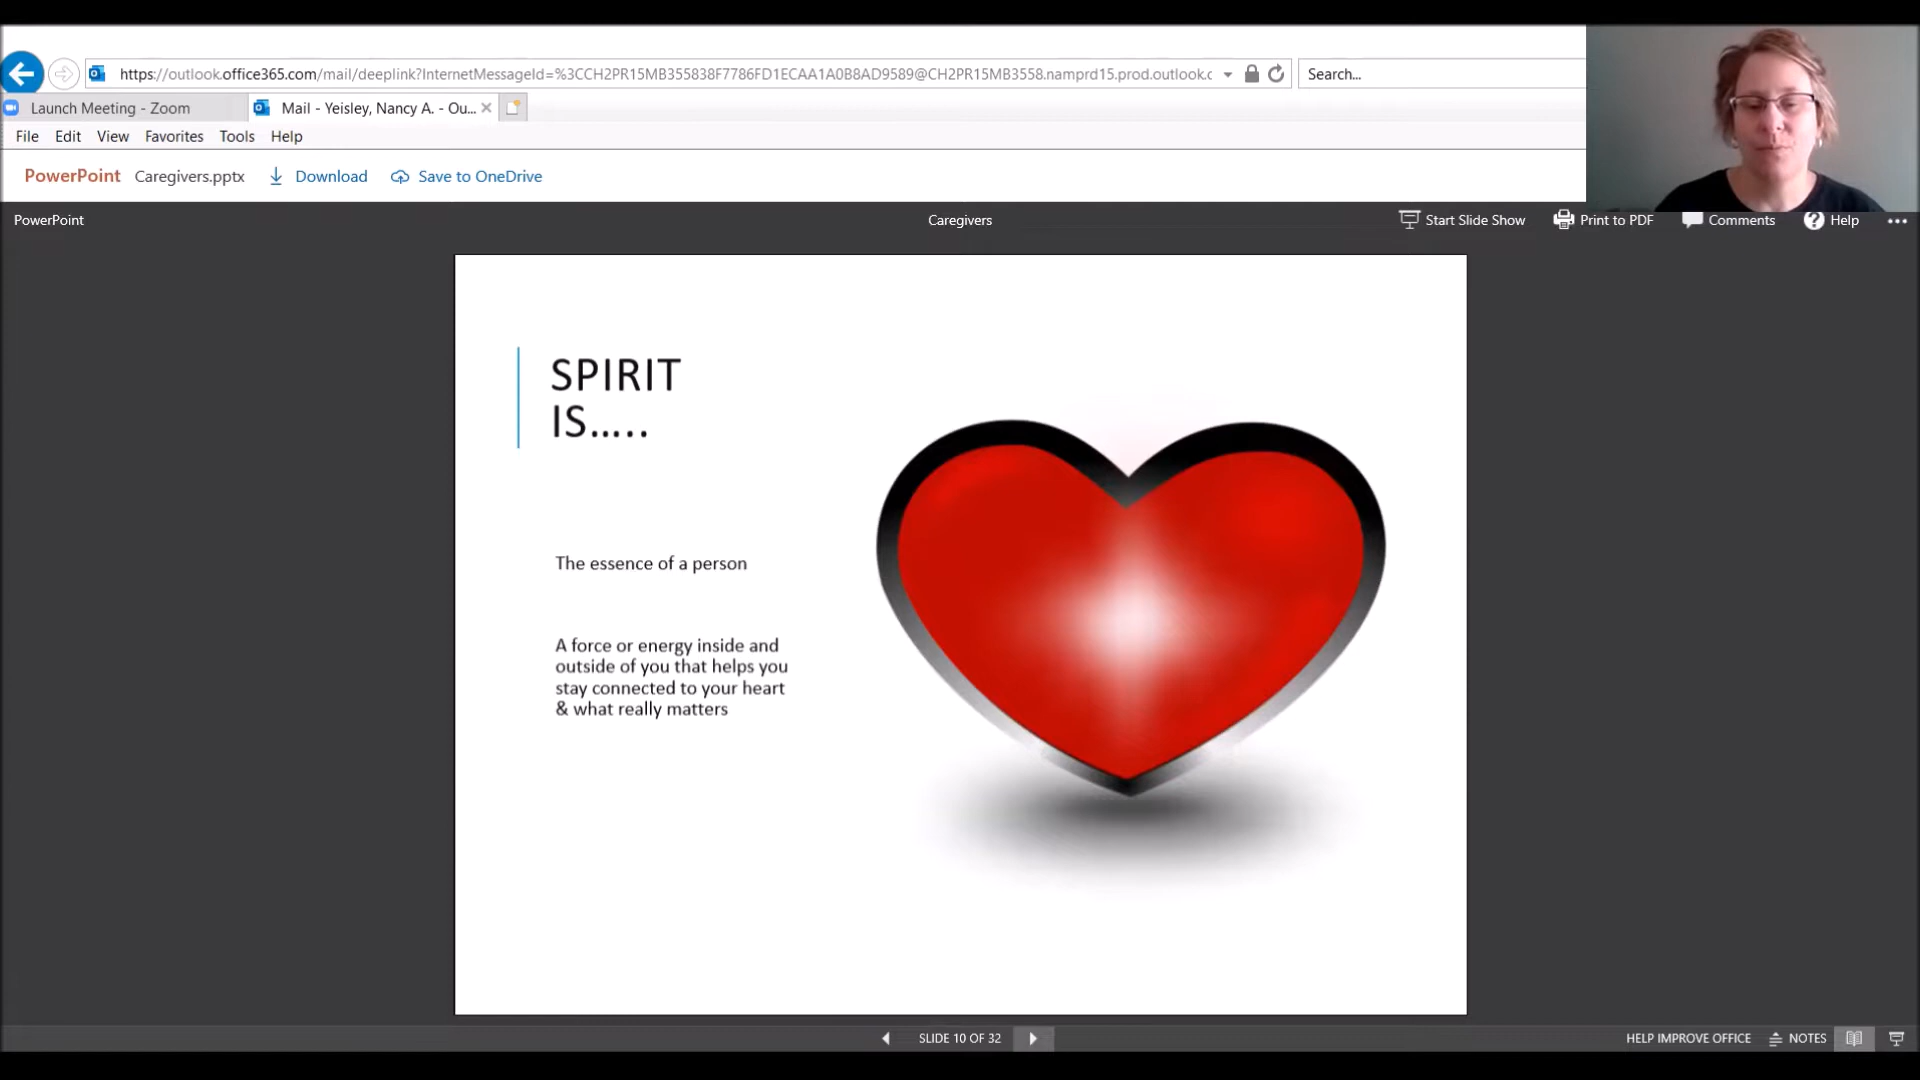 https://outlook.office365.com/mail/deeplink?InternetMessageId=%3CCH2PR15MB355838F7786FD1ECAA1A0B8AD9589@CH2PR15MB3558.namprd15.prod.outlook.c
Search...
Launch Meeting - Zoom
Mail - Yeisley, Nancy A. - Ou...
File Edit View Favorites Tools Help
PowerPoint Caregivers.pptx Download Save to OneDrive
PowerPoint Caregivers Start Slide Show Print to PDF Comments Help
SPIRIT
IS.....
The essence of a person
A force or energy inside and
outside of you that helps you
stay connected to your heart
& what really matters
SLIDE 10 OF 32
HELP IMPROVE OFFICE NOTES